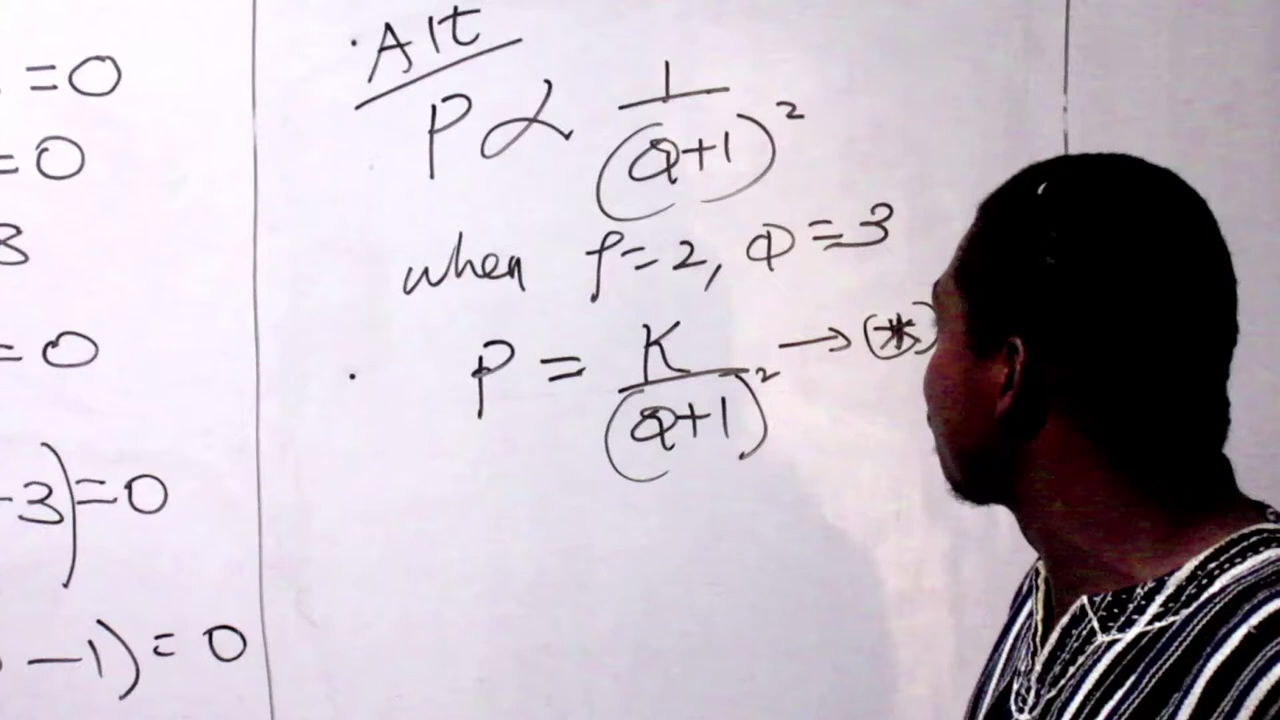 =0
=0
3
=0
-3)=0
-1)=0
Alt
P ∝ 1/(Q+1)²
when P=2, Q=3
P = K/(Q+1)² → (*)